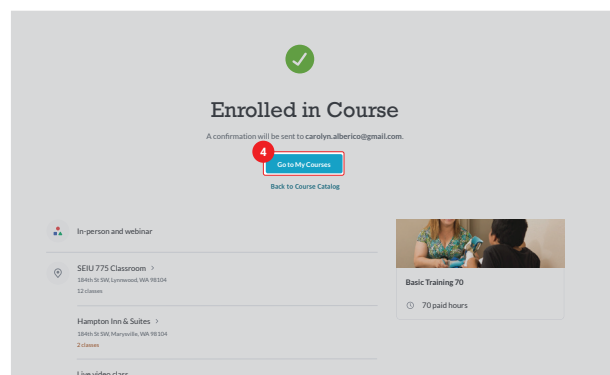 Enrolled in Course
A confirmation will be sent to carolyn.alberico@gmail.com.
4
Go to My Courses
Back to Course Catalog
In-person and webinar
SEIU 775 Classroom >
184th St SW, Lynnwood, WA 98104
12 classes
Hampton Inn & Suites >
184th St SW, Marysville, WA 98104
2 classes
Live video class
Basic Training 70
70 paid hours